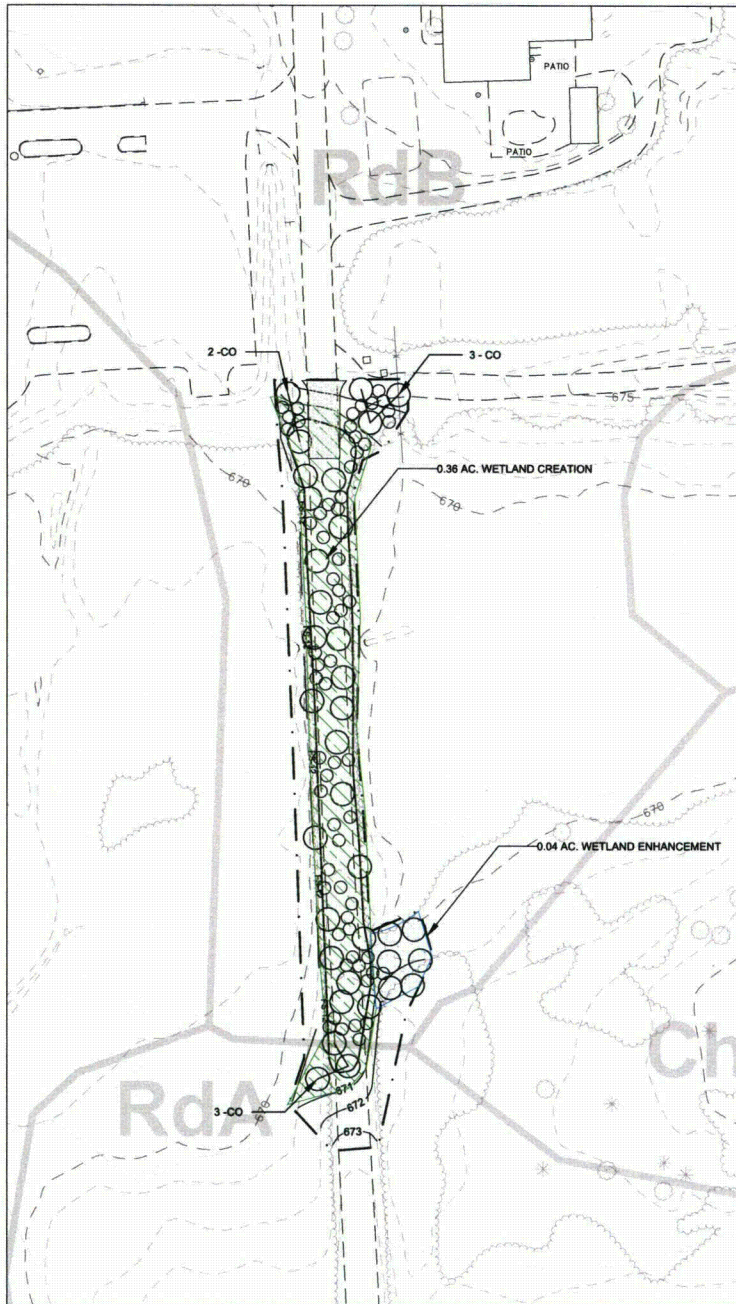 PATIO
PATIO
RdB
2 -CO
3 - CO
675
670
0.36 AC. WETLAND CREATION
670
670
0.04 AC. WETLAND ENHANCEMENT
Ch
RdA
671
3 -CO
672
673